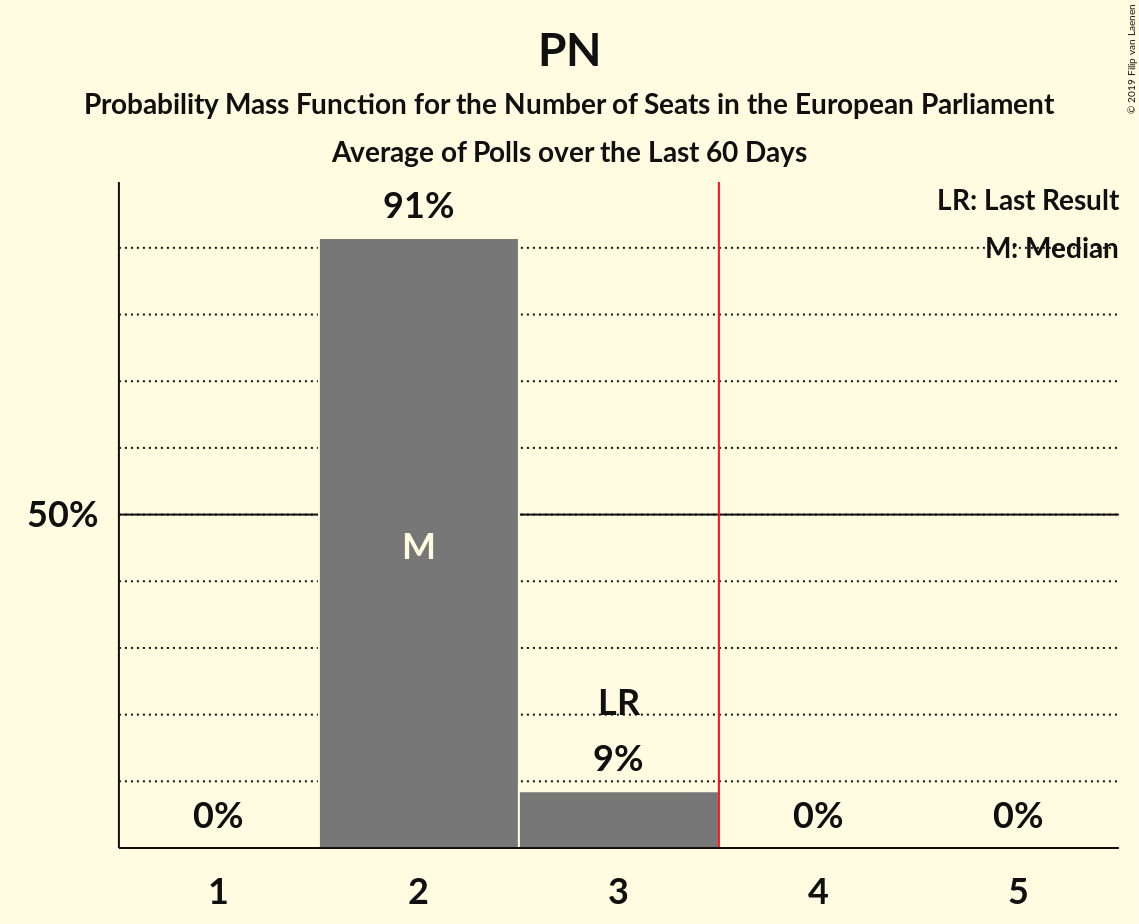 PN
Probability Mass Function for the Number of Seats in the European Parliament
Average of Polls over the Last 60 Days
© 2019 Filip van Laenen
LR: Last Result
M: Median
91%
50%
M
LR
9%
0%
0%
0%
1
2
3
4
5